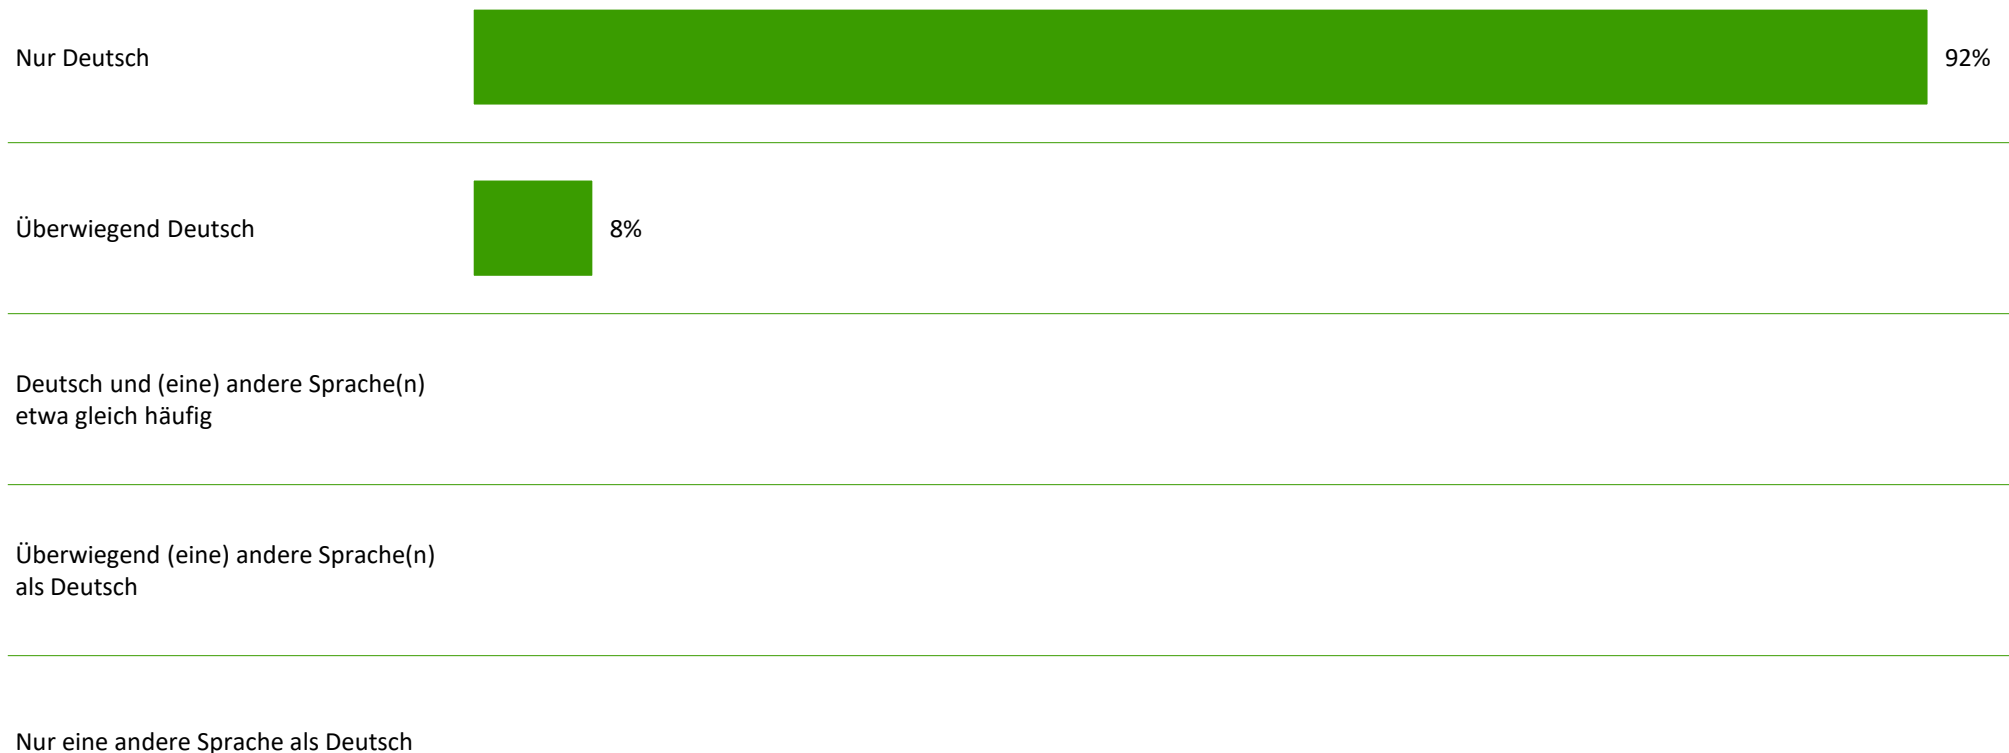 Nur Deutsch
92%
Überwiegend Deutsch
8%
Deutsch und (eine) andere Sprache(n)
etwa gleich häufig
Überwiegend (eine) andere Sprache(n)
als Deutsch
Nur eine andere Sprache als Deutsch